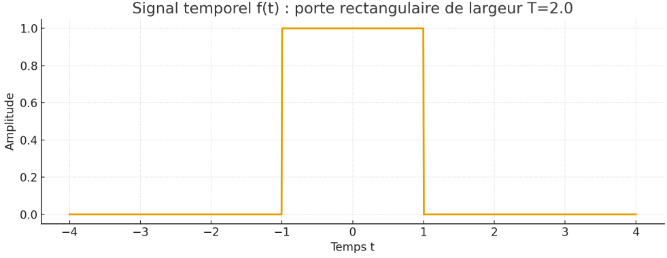 Signal temporel f(t) : porte rectangulaire de largeur T=2.0
1.0
0.8
0.6
0.4
0.2
0.0
Amplitude
−4 −3 −2 −1 0 1 2 3 4
Temps t